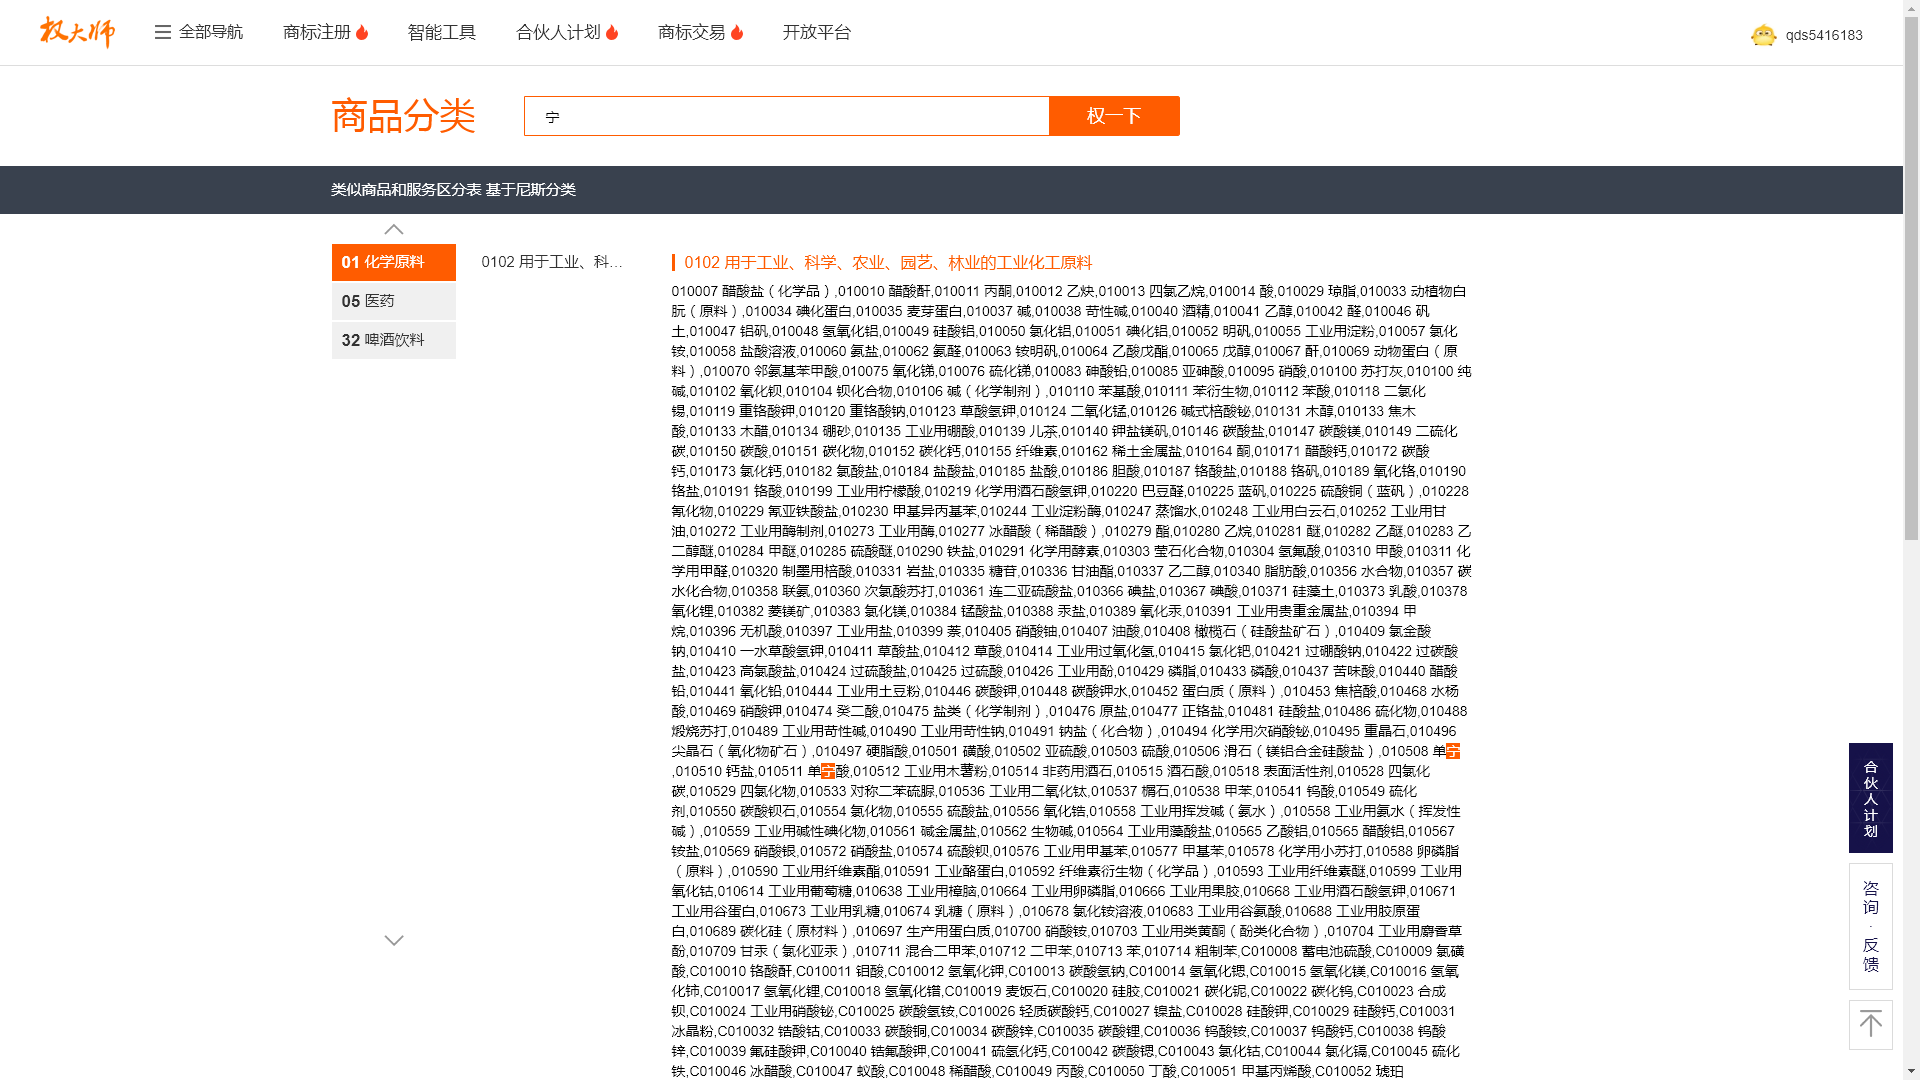 权大师 全部导航 商标注册 智能工具 合伙人计划 商标交易 开放平台 qds5416183
商品分类 宁 权一下
类似商品和服务区分表 基于尼斯分类
01 化学原料
05 医药
32 啤酒饮料
0102 用于工业、科...
0102 用于工业、科学、农业、园艺、林业的工业化工原料
010007 醋酸盐（化学品）,010010 醋酸酐,010011 丙酮,010012 乙炔,010013 四氯乙烷,010014 酸,010029 琼脂,010033 动植物白
朊（原料）,010034 碘化蛋白,010035 麦芽蛋白,010037 碱,010038 苛性碱,010040 酒精,010041 乙醇,010042 醛,010046 矾
土,010047 铝矾,010048 氢氧化铝,010049 硅酸铝,010050 氯化铝,010051 碘化铝,010052 明矾,010055 工业用淀粉,010057 氯化
铵,010058 盐酸溶液,010060 氨盐,010062 氨醛,010063 铵明矾,010064 乙酸戊酯,010065 戊醇,010067 酐,010069 动物蛋白（原
料）,010070 邻氨基苯甲酸,010075 氧化锑,010076 硫化锑,010083 砷酸铅,010085 亚砷酸,010095 硝酸,010100 苏打灰,010100 纯
碱,010102 氧化钡,010104 钡化合物,010106 碱（化学制剂）,010110 苯基酸,010111 苯衍生物,010112 苯酸,010118 二氯化
锡,010119 重铬酸钾,010120 重铬酸钠,010123 草酸氢钾,010124 二氧化锰,010126 碱式棓酸铋,010131 木醇,010133 焦木
酸,010133 木醋,010134 硼砂,010135 工业用硼酸,010139 儿茶,010140 钾盐镁矾,010146 碳酸盐,010147 碳酸镁,010149 二硫化
碳,010150 碳酸,010151 碳化物,010152 碳化钙,010155 纤维素,010162 稀土金属盐,010164 酮,010171 醋酸钙,010172 碳酸
钙,010173 氯化钙,010182 氨酸盐,010184 盐酸盐,010185 盐酸,010186 胆酸,010187 铬酸盐,010188 铬矾,010189 氧化铬,010190
铬盐,010191 铬酸,010199 工业用柠檬酸,010219 化学用酒石酸氢钾,010220 巴豆醛,010225 蓝矾,010225 硫酸铜（蓝矾）,010228
氰化物,010229 氰亚铁酸盐,010230 甲基异丙基苯,010244 工业淀粉酶,010247 蒸馏水,010248 工业用白云石,010252 工业用甘
油,010272 工业用酶制剂,010273 工业用酶,010277 冰醋酸（稀醋酸）,010279 酯,010280 乙烷,010281 醚,010282 乙醚,010283 乙
二醇醚,010284 甲醚,010285 硫酸醚,010290 铁盐,010291 化学用酵素,010303 莹石化合物,010304 氢氟酸,010310 甲酸,010311 化
学用甲醛,010320 制墨用棓酸,010331 岩盐,010335 糖苷,010336 甘油酯,010337 乙二醇,010340 脂肪酸,010356 水合物,010357 碳
水化合物,010358 联氨,010360 次氯酸苏打,010361 连二亚硫酸盐,010366 碘盐,010367 碘酸,010371 硅藻土,010373 乳酸,010378
氧化锂,010382 菱镁矿,010383 氯化镁,010384 锰酸盐,010388 汞盐,010389 氧化汞,010391 工业用贵重金属盐,010394 甲
烷,010396 无机酸,010397 工业用盐,010399 萘,010405 硝酸铀,010407 油酸,010408 橄榄石（硅酸盐矿石）,010409 氯金酸
钠,010410 一水草酸氢钾,010411 草酸盐,010412 草酸,010414 工业用过氧化氢,010415 氯化钯,010421 过硼酸钠,010422 过碳酸
盐,010423 高氯酸盐,010424 过硫酸盐,010425 过硫酸,010426 工业用酚,010429 磷脂,010433 磷酸,010437 苦味酸,010440 醋酸
铅,010441 氧化铅,010444 工业用土豆粉,010446 碳酸钾,010448 碳酸钾水,010452 蛋白质（原料）,010453 焦棓酸,010468 水杨
酸,010469 硝酸钾,010474 癸二酸,010475 盐类（化学制剂）,010476 原盐,010477 正铬盐,010481 硅酸盐,010486 硫化物,010488
煅烧苏打,010489 工业用苛性碱,010490 工业用苛性钠,010491 钠盐（化合物）,010494 化学用次硝酸铋,010495 重晶石,010496
尖晶石（氧化物矿石）,010497 硬脂酸,010501 磺酸,010502 亚硫酸,010503 硫酸,010506 滑石（镁铝合金硅酸盐）,010508 单宁
,010510 钙盐,010511 单宁酸,010512 工业用木薯粉,010514 非药用酒石,010515 酒石酸,010518 表面活性剂,010528 四氯化
碳,010529 四氯化物,010533 对称二苯硫脲,010536 工业用二氧化钛,010537 榍石,010538 甲苯,010541 钨酸,010549 硫化
剂,010550 碳酸钡石,010554 氯化物,010555 硫酸盐,010556 氧化锆,010558 工业用挥发碱（氨水）,010558 工业用氨水（挥发性
碱）,010559 工业用碱性碘化物,010561 碱金属盐,010562 生物碱,010564 工业用藻酸盐,010565 乙酸铝,010565 醋酸铝,010567
铵盐,010569 硝酸银,010572 硝酸盐,010574 硫酸钡,010576 工业用甲基苯,010577 甲基苯,010578 化学用小苏打,010588 卵磷脂
（原料）,010590 工业用纤维素酯,010591 工业酪蛋白,010592 纤维素衍生物（化学品）,010593 工业用纤维素醚,010599 工业用
氧化钴,010614 工业用葡萄糖,010638 工业用樟脑,010664 工业用卵磷脂,010666 工业用果胶,010668 工业用酒石酸氢钾,010671
工业用谷蛋白,010673 工业用乳糖,010674 乳糖（原料）,010678 氯化铵溶液,010683 工业用谷氨酸,010688 工业用胶原蛋
白,010689 碳化硅（原材料）,010697 生产用蛋白质,010700 硝酸铵,010703 工业用类黄酮（酚类化合物）,010704 工业用麝香草
酚,010709 甘汞（氯化亚汞）,010711 混合二甲苯,010712 二甲苯,010713 苯,010714 粗制苯,C010008 蓄电池硫酸,C010009 氯磺
酸,C010010 铬酸酐,C010011 钼酸,C010012 氢氧化钾,C010013 碳酸氢钠,C010014 氢氧化锶,C010015 氢氧化镁,C010016 氢氧
化铈,C010017 氢氧化锂,C010018 氢氧化镨,C010019 麦饭石,C010020 硅胶,C010021 碳化铌,C010022 碳化钨,C010023 合成
钡,C010024 工业用硝酸铋,C010025 碳酸氢铵,C010026 轻质碳酸钙,C010027 镍盐,C010028 硅酸钾,C010029 硅酸钙,C010031
冰晶粉,C010032 锆酸钴,C010033 碳酸铜,C010034 碳酸锌,C010035 碳酸锂,C010036 钨酸铵,C010037 钨酸钙,C010038 钨酸
锌,C010039 氟硅酸钾,C010040 锆氟酸钾,C010041 硫氢化钙,C010042 碳酸锶,C010043 氯化钴,C010044 氯化镉,C010045 硫化
铁,C010046 冰醋酸,C010047 蚁酸,C010048 稀醋酸,C010049 丙酸,C010050 丁酸,C010051 甲基丙烯酸,C010052 琥珀
合伙人计划
咨询·反馈